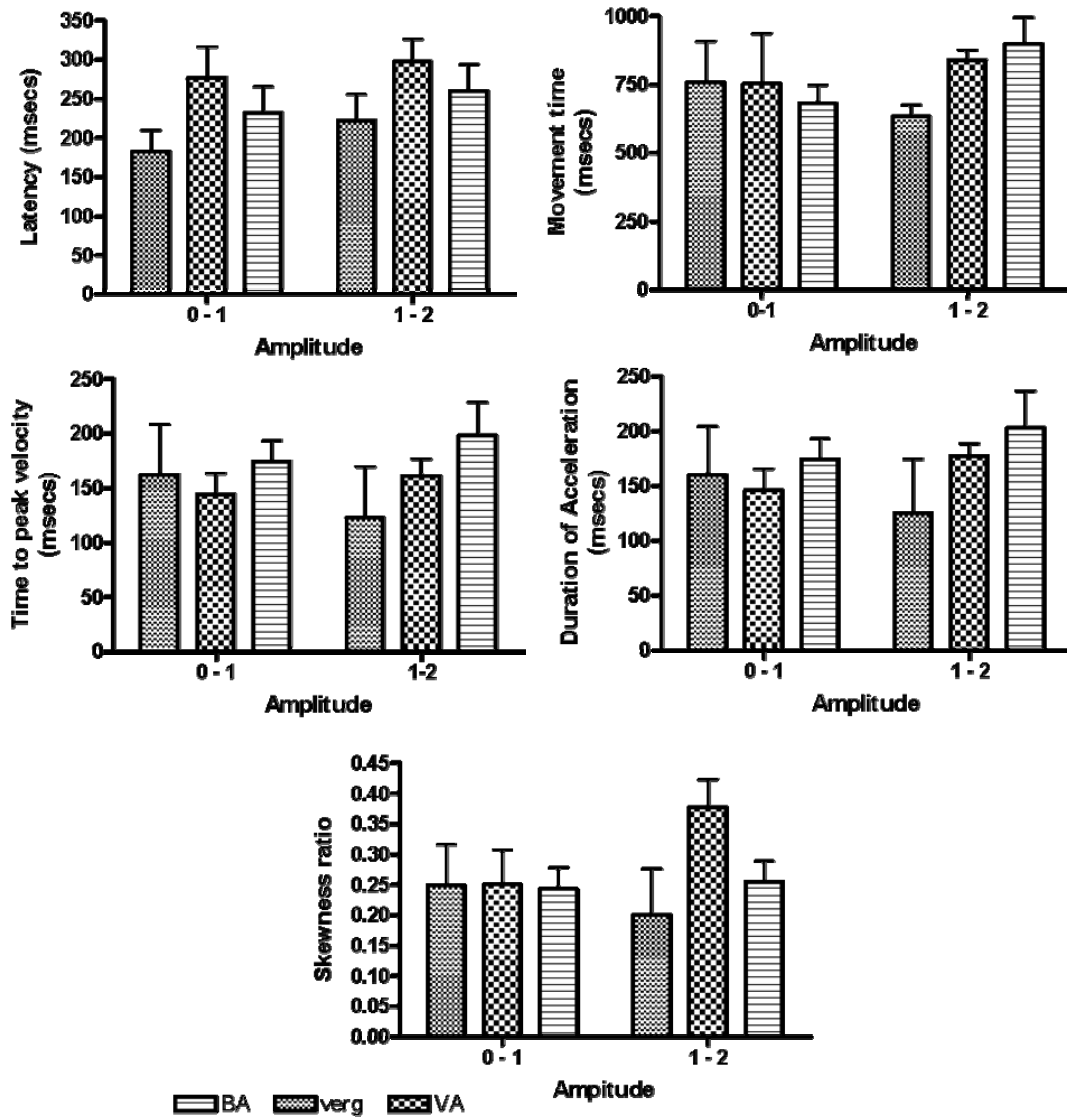 Latency (msecs)
350
300
250
200
150
100
50
0
0 - 1
1 - 2
Amplitude
Movement time
(msecs)
1000
750
500
250
0
0-1
1 - 2
Amplitude
Time to peak velocity
(msecs)
250
200
150
100
50
0
0 - 1
1-2
Amplitude
Duration of Acceleration
(msecs)
250
200
150
100
50
0
0 - 1
1 - 2
Amplitude
Skewness ratio
0.45
0.40
0.35
0.30
0.25
0.20
0.15
0.10
0.05
0.00
0 - 1
1 - 2
Ampitude
BA verg VA